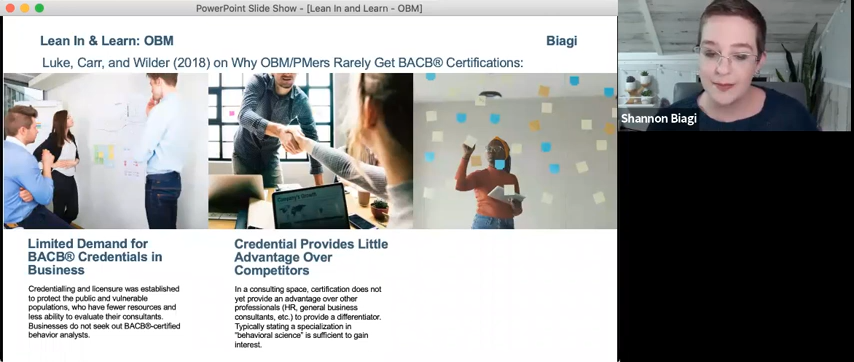 PowerPoint Slide Show - [Lean In and Learn - OBM]
Lean In & Learn: OBM
Biagi
Luke, Carr, and Wilder (2018) on Why OBM/PMers Rarely Get BACB® Certifications:
Shannon Biagi
Company's Growth
Limited Demand for
BACB® Credentials in
Business
Credentialling and licensure was established
to protect the public and vulnerable
populations, who have fewer resources and
less ability to evaluate their consultants.
Businesses do not seek out BACB®-certified
behavior analysts.
Credential Provides Little
Advantage Over
Competitors
In a consulting space, certification does not
yet provide an advantage over other
professionals (HR, general business
consultants, etc.) to provide a differentiator.
Typically stating a specialization in
"behavioral science" is sufficient to gain
interest.